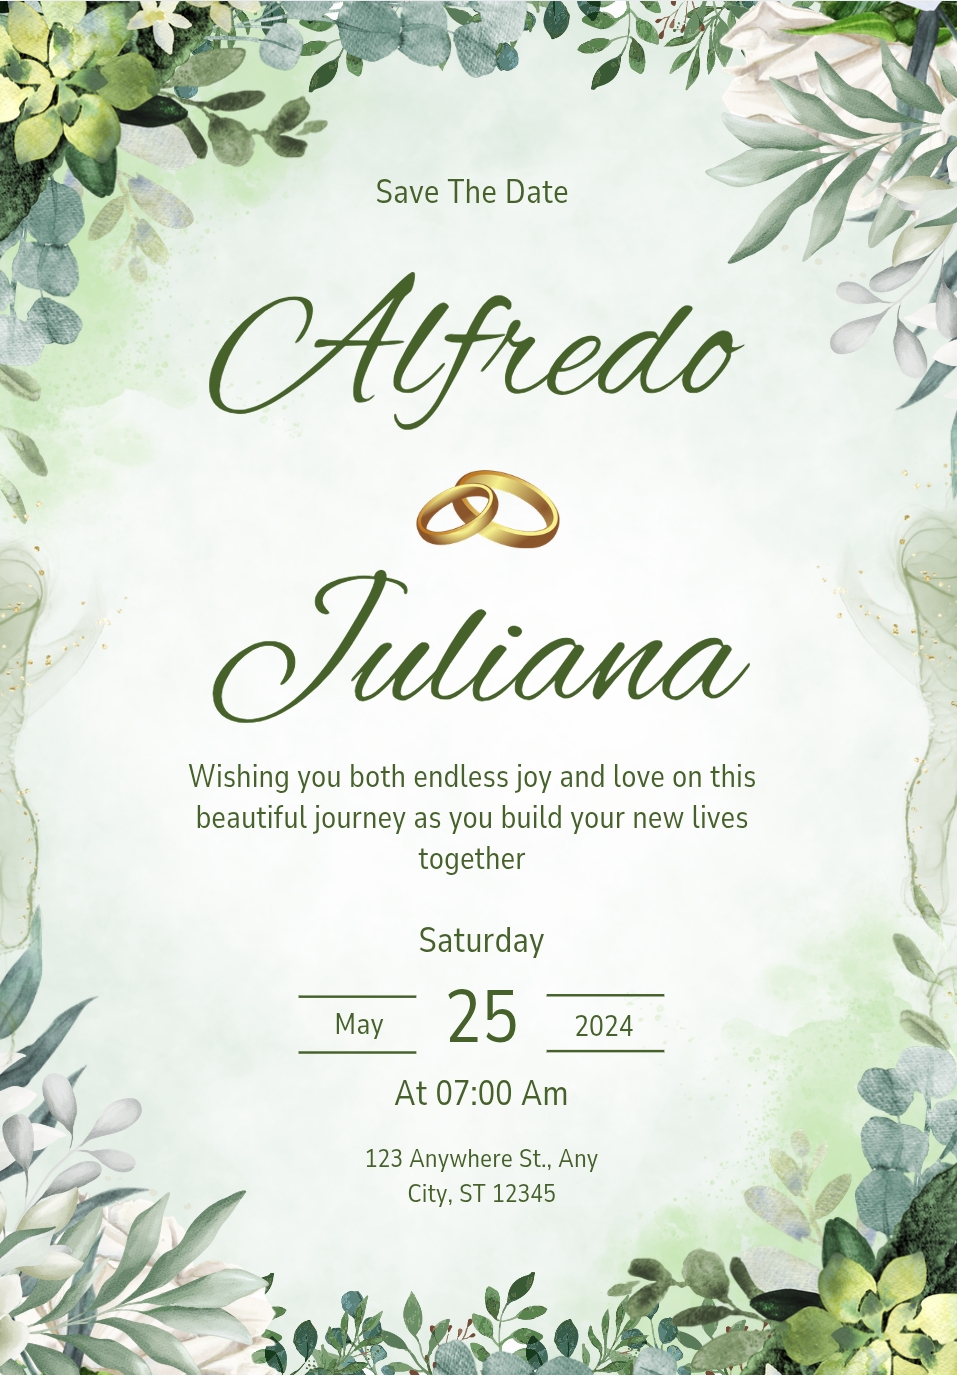 Save The Date
Alfredo
Juliana
Wishing you both endless joy and love on this
beautiful journey as you build your new lives
together
Saturday
May 25 2024
At 07:00 Am
123 Anywhere St., Any
City, ST 12345